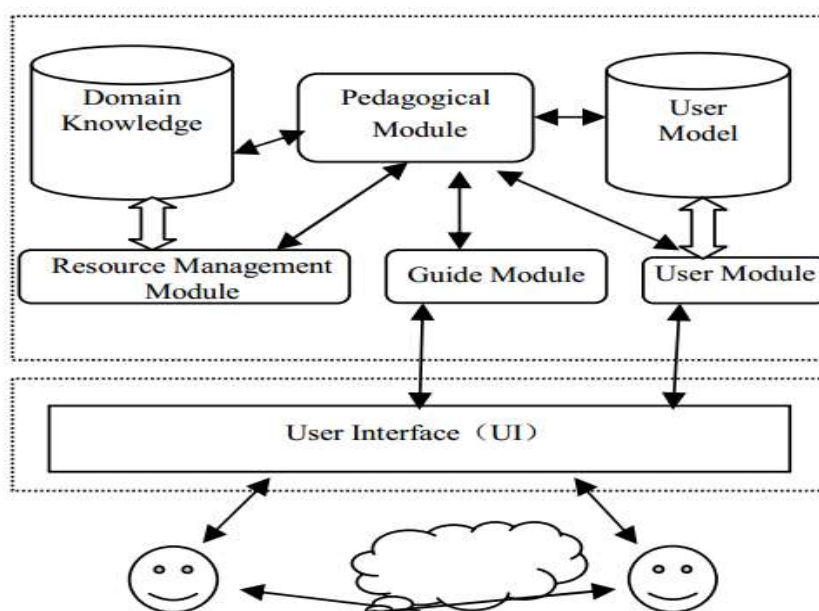 Domain
Knowledge
Pedagogical
Module
User
Model
Resource Management
Module
Guide Module
User Module
User Interface（UI）